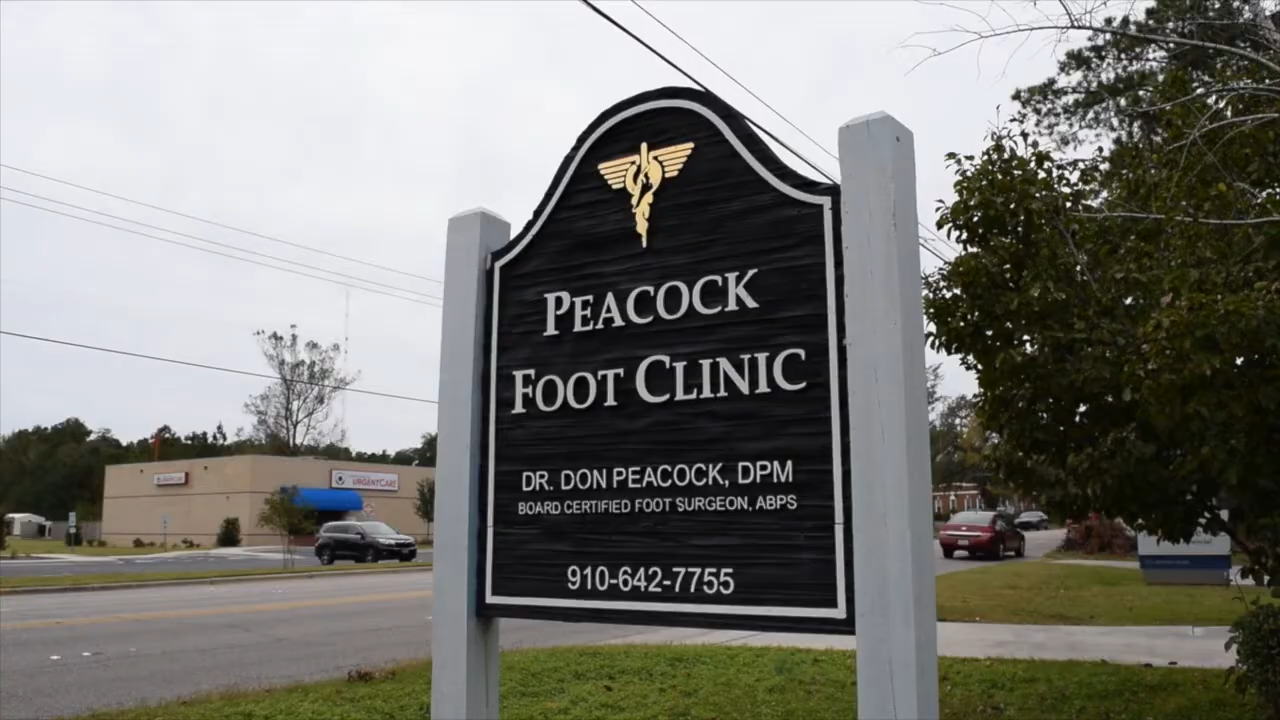 PEACOCK
FOOT CLINIC
DR. DON PEACOCK, DPM
BOARD CERTIFIED FOOT SURGEON, ABPS
910-642-7755
URGENTCARE